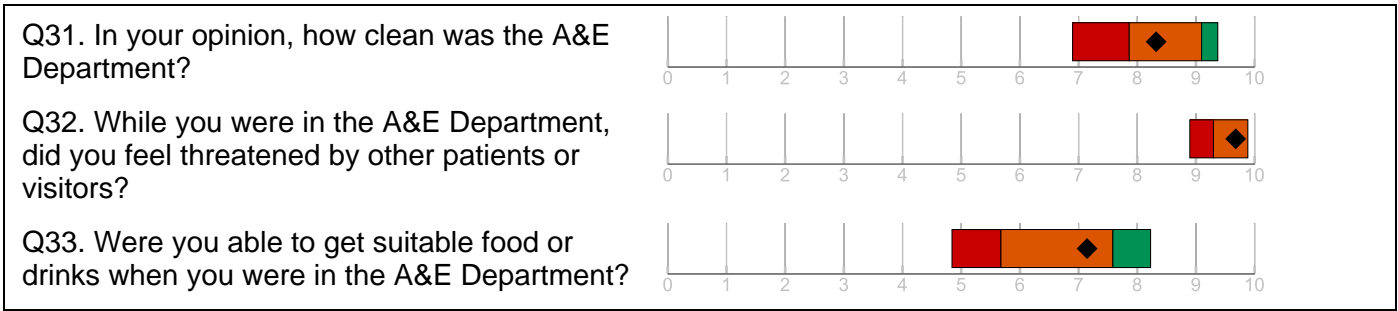 Q31. In your opinion, how clean was the A&E
Department?
0 1 2 3 4 5 6 7 8 9 10
Q32. While you were in the A&E Department,
did you feel threatened by other patients or
visitors?
0 1 2 3 4 5 6 7 8 9 10
Q33. Were you able to get suitable food or
drinks when you were in the A&E Department?
0 1 2 3 4 5 6 7 8 9 10